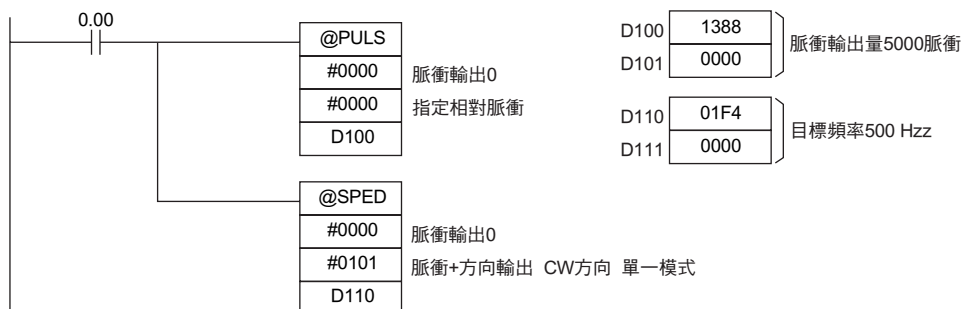 0.00
@PULS
#0000 脈衝輸出0
#0000 指定相對脈衝
D100
D100 1388
D101 0000
脈衝輸出量5000脈衝
D110 01F4
D111 0000
目標頻率500 Hzz
@SPED
#0000 脈衝輸出0
#0101 脈衝+方向輸出 CW方向 單一模式
D110